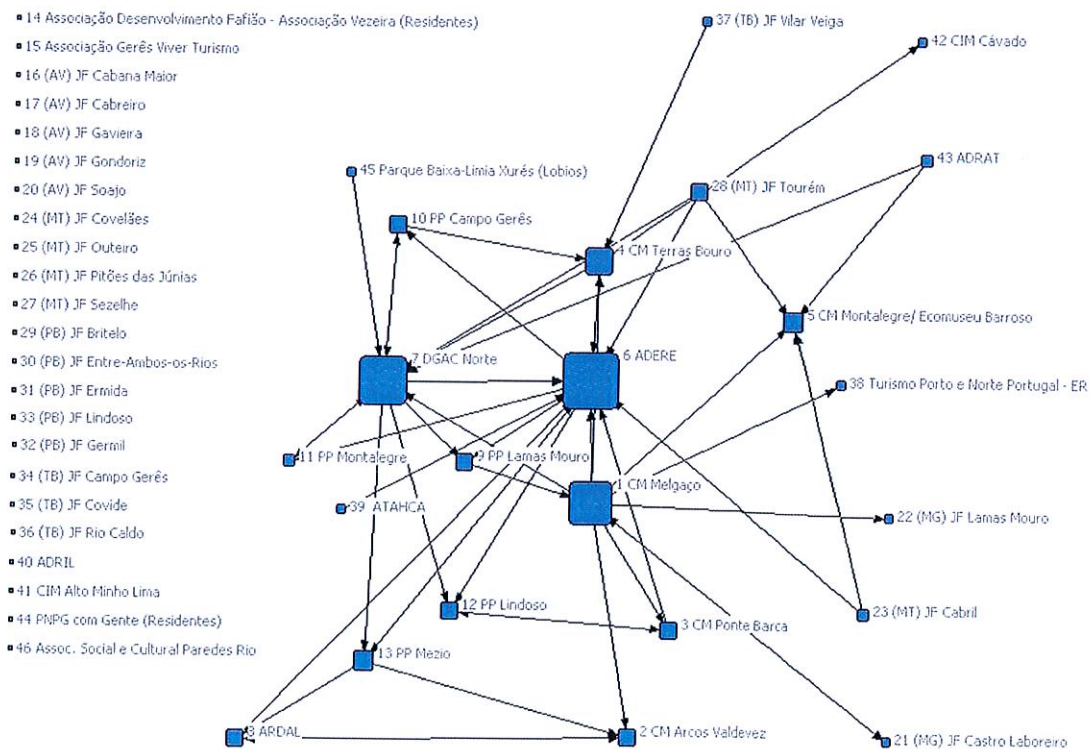 14 Associação Desenvolvimento Fafião - Associação Vezeira (Residentes)
15 Associação Gerês Viver Turismo
16 (AV) JF Cabana Maior
17 (AV) JF Cabreiro
18 (AV) JF Gavieira
19 (AV) JF Gondoriz
20 (AV) JF Soajo
24 (MT) JF Covelães
25 (MT) JF Outeiro
26 (MT) JF Pitões das Júnias
27 (MT) JF Sezelhe
29 (PB) JF Britelo
30 (PB) JF Entre-Ambos-os-Rios
31 (PB) JF Ermida
33 (PB) JF Lindoso
32 (PB) JF Germil
34 (TB) JF Campo Gerês
35 (TB) JF Covide
36 (TB) JF Rio Caldo
40 ADRIL
41 CIM Alto Minho Lima
44 PNPG com Gente (Residentes)
46 Assoc. Social e Cultural Paredes Rio
37 (TB) JF Vilar Veiga
42 CIM Cávado
43 ADRAT
45 Parque Baixa-Limia Xurés (Lobios)
28 (MT) JF Tourém
10 PP Campo Gerês
4 CM Terras Bouro
5 CM Montalegre/ Ecomuseu Barroso
7 DGAC Norte
6 ADERE
38 Turismo Porto e Norte Portugal - ER
11 PP Montalegre
9 PP Lamas Mouro
1 CM Melgaço
39 ATAHCA
22 (MG) JF Lamas Mouro
12 PP Lindoso
3 CM Ponte Barca
23 (MT) JF Cabril
13 PP Mezio
8 ARDAL
2 CM Arcos Valdevez
21 (MG) JF Castro Laboreiro